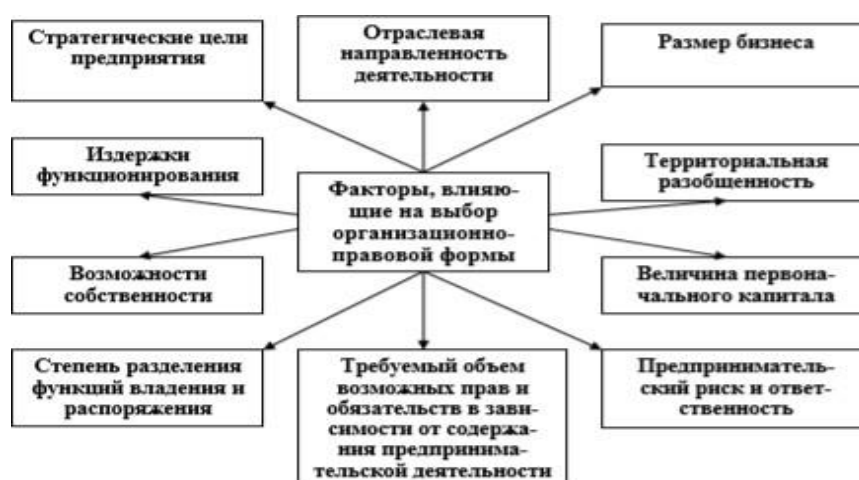 Стратегические цели
предприятия
Отраслевая
направленность
деятельности
Размер бизнеса
Издержки
функционирования
Факторы, влияю-
щие на выбор
организационно-
правовой формы
Территориальная
разобщенность
Возможности
собственности
Величина первона-
чального капитала
Степень разделения
функций владения и
распоряжения
Требуемый объем
возможных прав и
обязательств в зави-
симости от содержа-
ния предпринима-
тельской деятельности
Предприниматель-
ский риск и ответ-
ственность